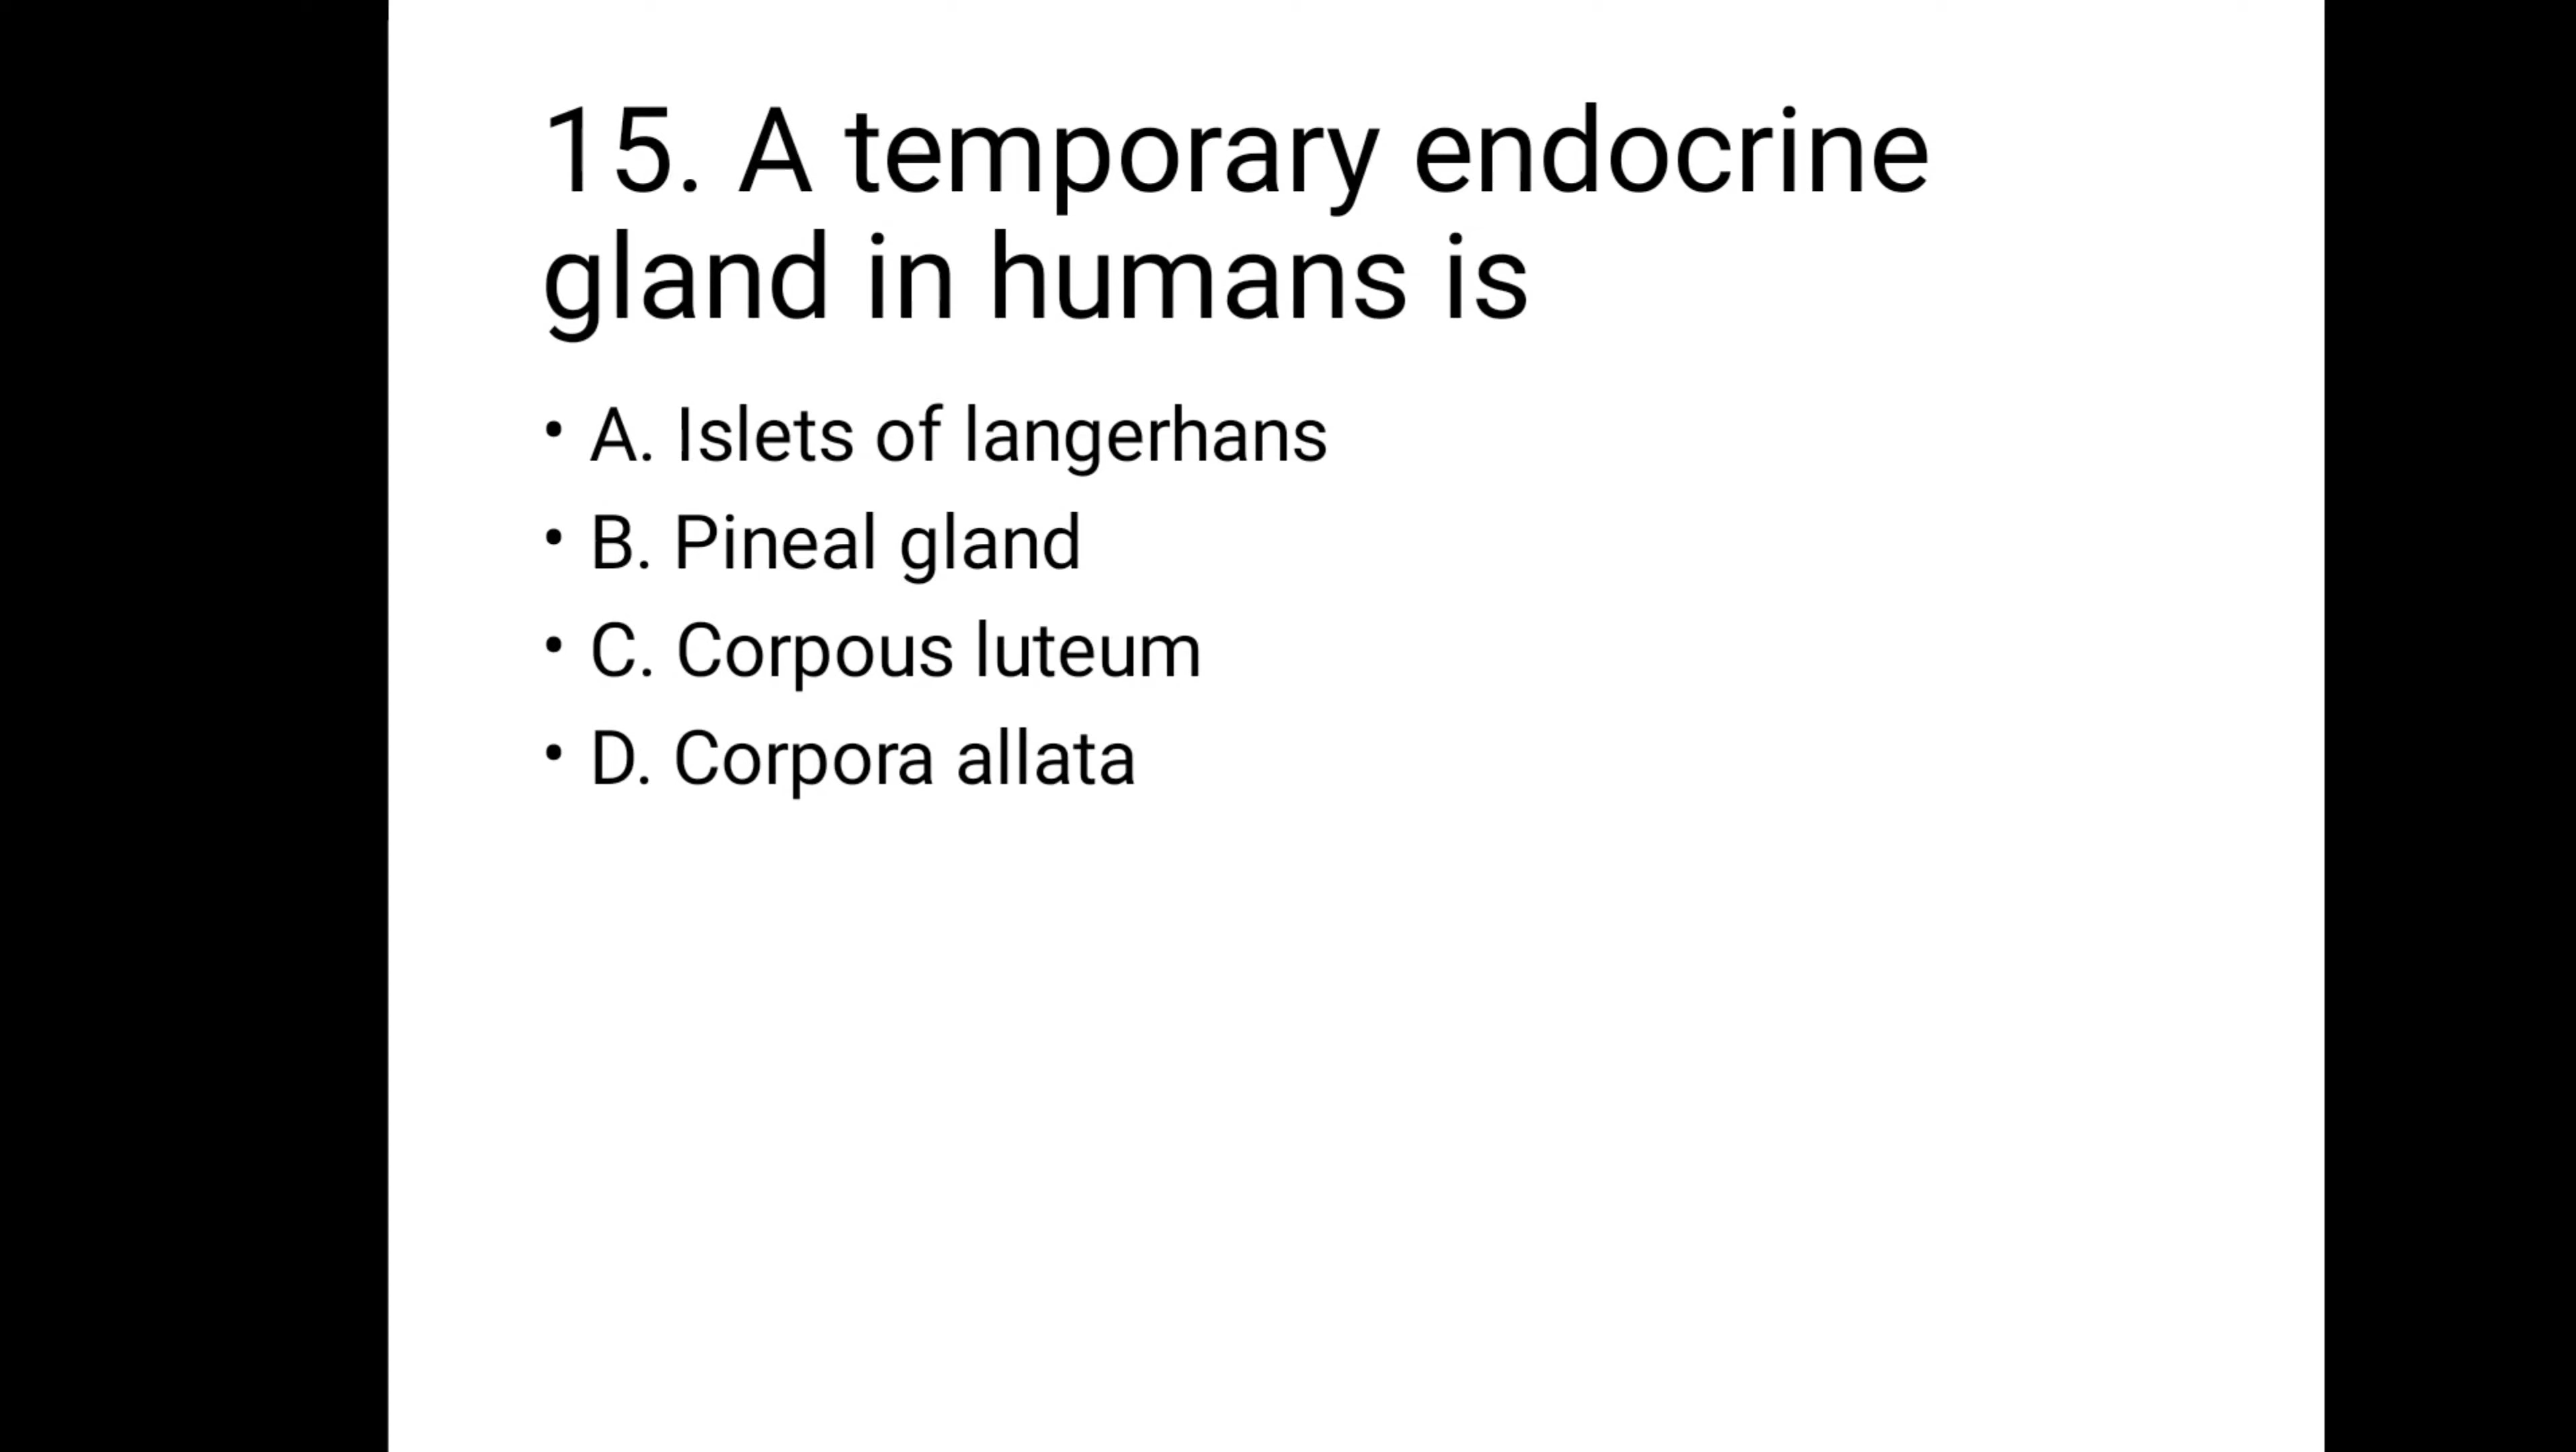 15. A temporary endocrine
gland in humans is
• A. Islets of langerhans
• B. Pineal gland
• C. Corpous luteum
• D. Corpora allata